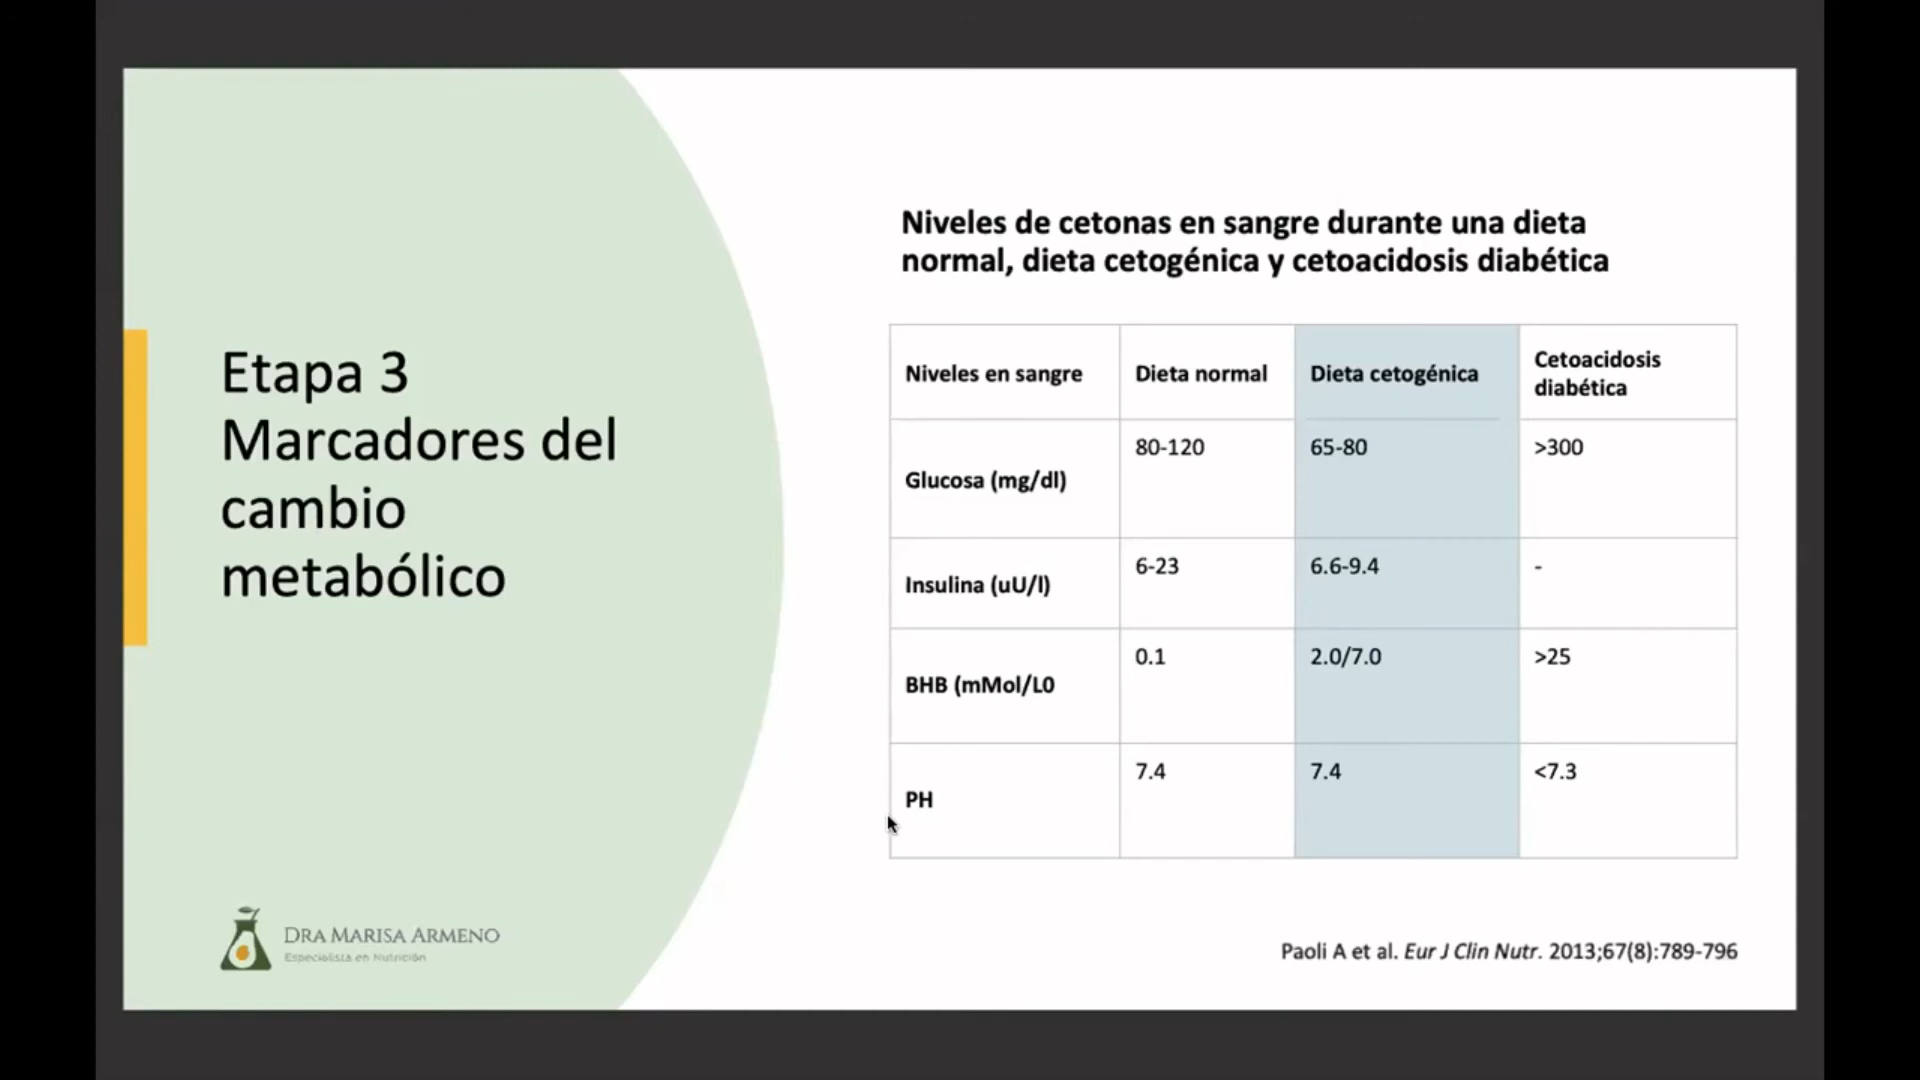 Etapa 3
Marcadores del
cambio
metabólico
DRA MARISA ARMENO
Especialista en Nutrición
Niveles de cetonas en sangre durante una dieta
normal, dieta cetogénica y cetoacidosis diabética
Niveles en sangre Dieta normal Dieta cetogénica Cetoacidosis
diabética
Glucosa (mg/dl) 80-120 65-80 >300
Insulina (uU/l) 6-23 6.6-9.4 -
BHB (mMol/L0 0.1 2.0/7.0 >25
PH 7.4 7.4 <7.3
Paoli A et al. Eur J Clin Nutr. 2013;67(8):789-796